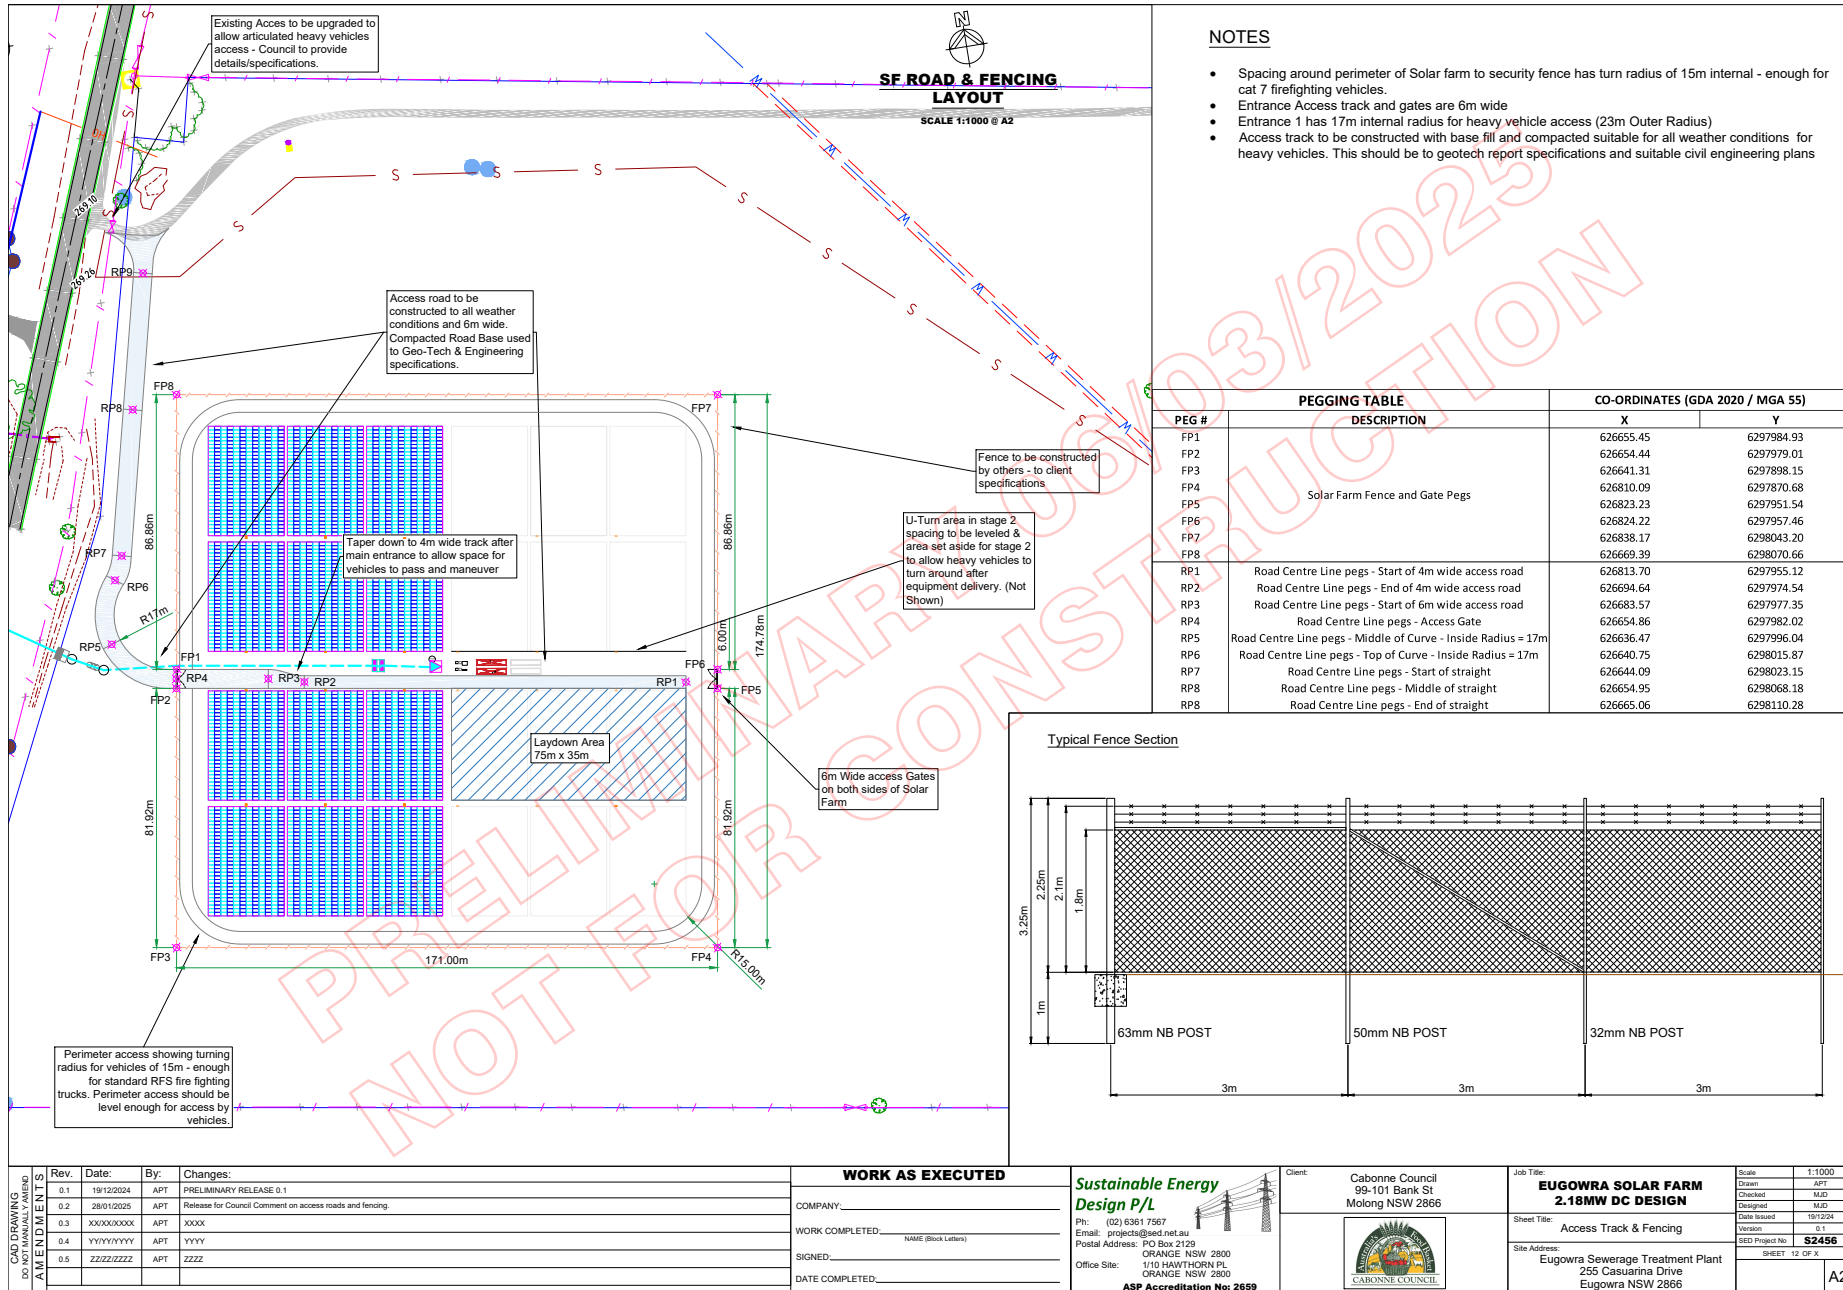 Existing Acces to be upgraded to
allow articulated heavy vehicles
access - Council to provide
details/specifications.
N
SF ROAD & FENCING
LAYOUT
SCALE 1:1000 @ A2
NOTES
• Spacing around perimeter of Solar farm to security fence has turn radius of 15m internal - enough for
cat 7 firefighting vehicles.
• Entrance Access track and gates are 6m wide
• Entrance 1 has 17m internal radius for heavy vehicle access (23m Outer Radius)
• Access track to be constructed with base fill and compacted suitable for all weather conditions for
heavy vehicles. This should be to geotech report specifications and suitable civil engineering plans
PRELIMINARY 06/03/2025
NOT FOR CONSTRUCTION
269.10
269.26
RP9
Access road to be
constructed to all weather
conditions and 6m wide.
Compacted Road Base used
to Geo-Tech & Engineering
specifications.
FP8
RP8
FP7
Fence to be constructed
by others - to client
specifications
86.86m
86.86m
174.78m
6.00m
U-Turn area in stage 2
spacing to be leveled &
area set aside for stage 2
to allow heavy vehicles to
turn around after
equipment delivery. (Not
Shown)
Taper down to 4m wide track after
main entrance to allow space for
vehicles to pass and maneuver
RP7
RP6
R17m
RP5
FP1
RP4
RP3
RP2
RP1
FP6
FP5
FP2
Laydown Area
75m x 35m
6m Wide access Gates
on both sides of Solar
Farm
81.92m
81.92m
FP3
171.00m
FP4
R15.00m
Perimeter access showing turning
radius for vehicles of 15m - enough
for standard RFS fire fighting
trucks. Perimeter access should be
level enough for access by
vehicles.
PEGGING TABLE CO-ORDINATES (GDA 2020 / MGA 55)
PEG # DESCRIPTION X Y
FP1 626655.45 6297984.93
FP2 626654.44 6297979.01
FP3 626641.31 6297898.15
FP4 626810.09 6297870.68
Solar Farm Fence and Gate Pegs
FP5 626823.23 6297951.54
FP6 626824.22 6297957.46
FP7 626838.17 6298043.20
FP8 626669.39 6298070.66
RP1 Road Centre Line pegs - Start of 4m wide access road 626813.70 6297955.12
RP2 Road Centre Line pegs - End of 4m wide access road 626694.64 6297974.54
RP3 Road Centre Line pegs - Start of 6m wide access road 626683.57 6297977.35
RP4 Road Centre Line pegs - Access Gate 626654.86 6297982.02
RP5 Road Centre Line pegs - Middle of Curve - Inside Radius = 17m 626636.47 6297996.04
RP6 Road Centre Line pegs - Top of Curve - Inside Radius = 17m 626640.75 6298015.87
RP7 Road Centre Line pegs - Start of straight 626644.09 6298023.15
RP8 Road Centre Line pegs - Middle of straight 626654.95 6298068.18
RP8 Road Centre Line pegs - End of straight 626665.06 6298110.28
Typical Fence Section
3.25m
2.25m
2.1m
1.8m
1m
63mm NB POST
50mm NB POST
32mm NB POST
3m
3m
3m
CAD DRAWING
DO NOT MANUALLY AMEND
AMENDMENTS
Rev. Date: By: Changes:
0.1 19/12/2024 APT PRELIMINARY RELEASE 0.1
0.2 28/01/2025 APT Release for Council Comment on access roads and fencing.
0.3 XX/XX/XXXX APT XXXX
0.4 YY/YY/YYYY APT YYYY
0.5 ZZ/ZZ/ZZZZ APT ZZZZ
WORK AS EXECUTED
COMPANY:
WORK COMPLETED:
NAME (Block Letters)
SIGNED:
DATE COMPLETED:
Sustainable Energy
Design P/L
Ph: (02) 6361 7567
Email: projects@sed.net.au
Postal Address: PO Box 2129
ORANGE NSW 2800
Office Site: 1/10 HAWTHORN PL
ORANGE NSW 2800
ASP Accreditation No: 2659
Client:
Cabonne Council
99-101 Bank St
Molong NSW 2866
Australia's Food Basket
CABONNE COUNCIL
Job Title:
EUGOWRA SOLAR FARM
2.18MW DC DESIGN
Sheet Title:
Access Track & Fencing
Site Address:
Eugowra Sewerage Treatment Plant
255 Casuarina Drive
Eugowra NSW 2866
Scale 1:1000
Drawn APT
Checked MJD
Designed MJD
Date Issued 19/12/24
Version 0.1
SED Project No S2456
SHEET 12 OF X
A2